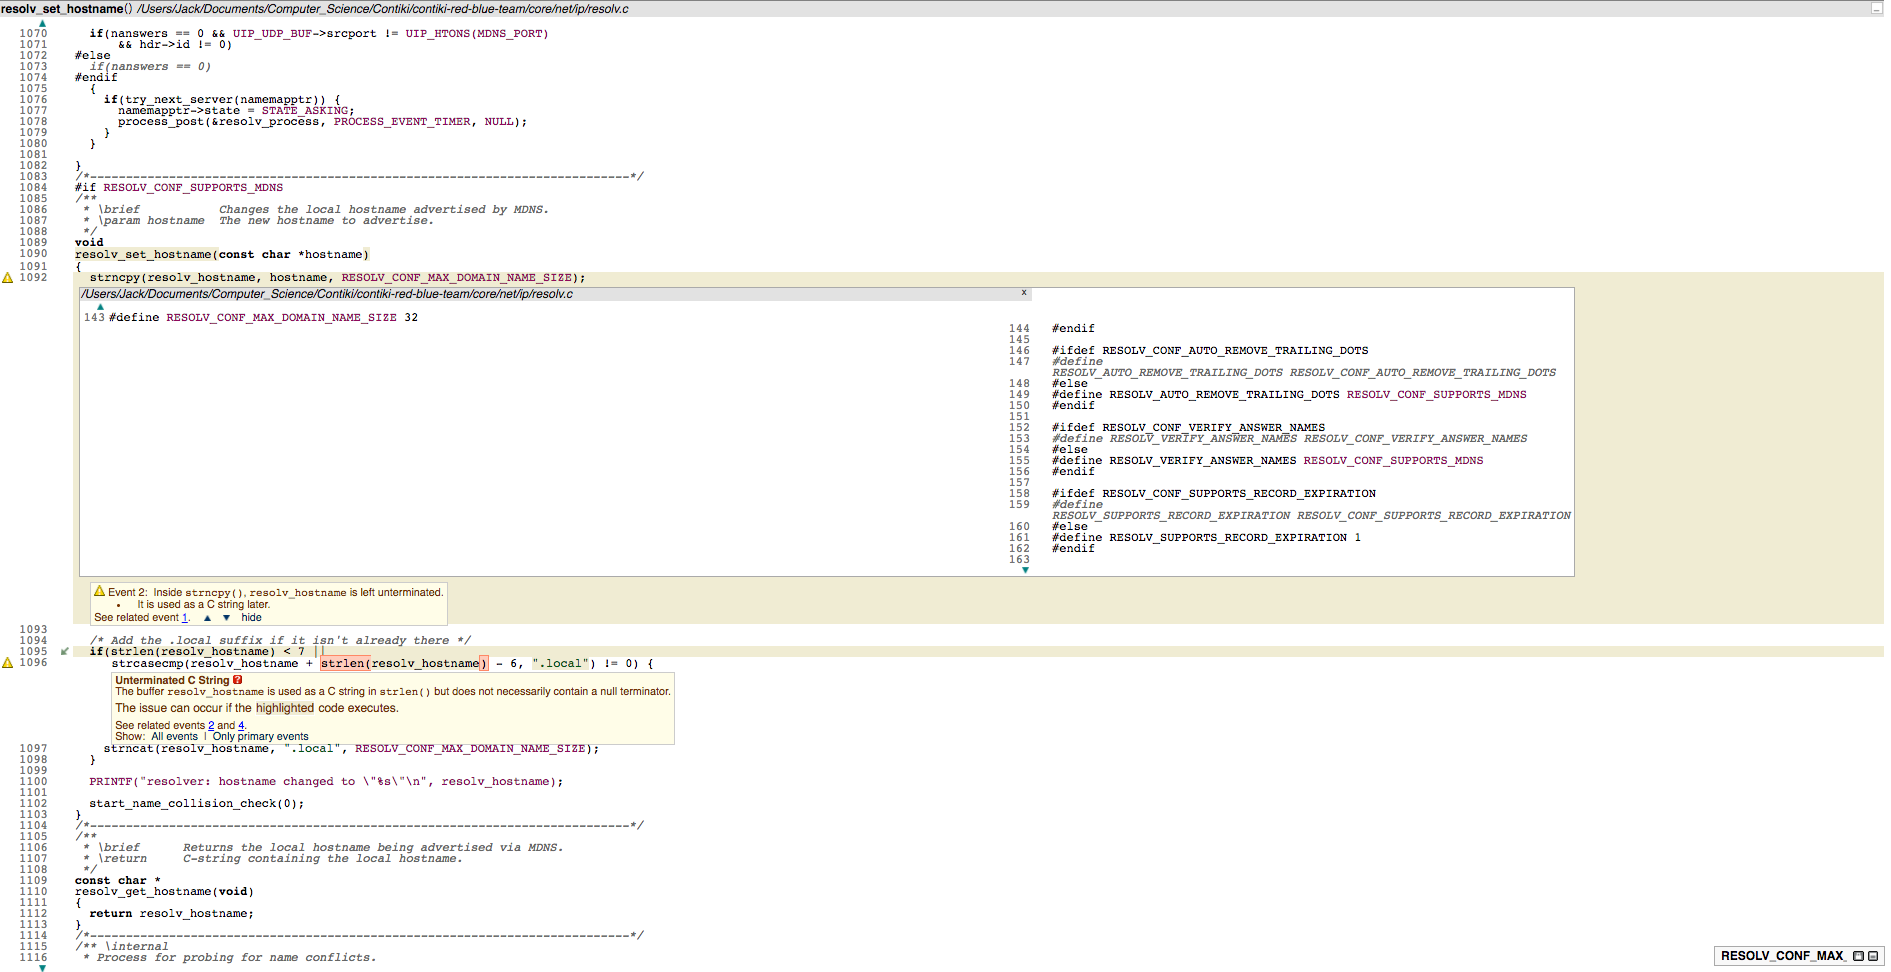 resolv_set_hostname() /Users/Jack/Documents/Computer_Science/Contiki/contiki-red-blue-team/core/net/ip/resolv.c
1070 if(nanswers == 0 && UIP_UDP_BUF->srcport != UIP_HTONS(MDNS_PORT)
1071 && hdr->id != 0)
1072 #else
1073 if(nanswers == 0)
1074 #endif
1075 {
1076 if(try_next_server(namemapptr)) {
1077 namemapptr->state = STATE_ASKING;
1078 process_post(&resolv_process, PROCESS_EVENT_TIMER, NULL);
1079 }
1080 }
1081
1082 }
1083 /*---------------------------------------------------------------------------*/
1084 #if RESOLV_CONF_SUPPORTS_MDNS
1085 /**
1086 * \brief Changes the local hostname advertised by MDNS.
1087 * \param hostname The new hostname to advertise.
1088 */
1089 void
1090 resolv_set_hostname(const char *hostname)
1091 {
1092 strncpy(resolv_hostname, hostname, RESOLV_CONF_MAX_DOMAIN_NAME_SIZE);
/Users/Jack/Documents/Computer_Science/Contiki/contiki-red-blue-team/core/net/ip/resolv.c x
143 #define RESOLV_CONF_MAX_DOMAIN_NAME_SIZE 32
144 #endif
145
146 #ifdef RESOLV_CONF_AUTO_REMOVE_TRAILING_DOTS
147 #define
RESOLV_AUTO_REMOVE_TRAILING_DOTS RESOLV_CONF_AUTO_REMOVE_TRAILING_DOTS
148 #else
149 #define RESOLV_AUTO_REMOVE_TRAILING_DOTS RESOLV_CONF_SUPPORTS_MDNS
150 #endif
151
152 #ifdef RESOLV_CONF_VERIFY_ANSWER_NAMES
153 #define RESOLV_VERIFY_ANSWER_NAMES RESOLV_CONF_VERIFY_ANSWER_NAMES
154 #else
155 #define RESOLV_VERIFY_ANSWER_NAMES RESOLV_CONF_SUPPORTS_MDNS
156 #endif
157
158 #ifdef RESOLV_CONF_SUPPORTS_RECORD_EXPIRATION
159 #define
RESOLV_SUPPORTS_RECORD_EXPIRATION RESOLV_CONF_SUPPORTS_RECORD_EXPIRATION
160 #else
161 #define RESOLV_SUPPORTS_RECORD_EXPIRATION 1
162 #endif
163
Event 2: Inside strncpy(), resolv_hostname is left unterminated.
• It is used as a C string later.
See related event 1. ▲ ▼ hide
1093
1094 /* Add the .local suffix if it isn't already there */
1095 if(strlen(resolv_hostname) < 7 ||
1096 strcasecmp(resolv_hostname + strlen(resolv_hostname) - 6, ".local") != 0) {
Unterminated C String ?
The buffer resolv_hostname is used as a C string in strlen() but does not necessarily contain a null terminator.
The issue can occur if the highlighted code executes.
See related events 2 and 4.
Show: All events | Only primary events
1097 strncat(resolv_hostname, ".local", RESOLV_CONF_MAX_DOMAIN_NAME_SIZE);
1098 }
1099
1100 PRINTF("resolver: hostname changed to \"%s\"\n", resolv_hostname);
1101
1102 start_name_collision_check(0);
1103 }
1104 /*---------------------------------------------------------------------------*/
1105 /**
1106 * \brief Returns the local hostname being advertised via MDNS.
1107 * \return C-string containing the local hostname.
1108 */
1109 const char *
1110 resolv_get_hostname(void)
1111 {
1112 return resolv_hostname;
1113 }
1114 /*---------------------------------------------------------------------------*/
1115 /** \internal
1116 * Process for probing for name conflicts.
RESOLV_CONF_MAX_